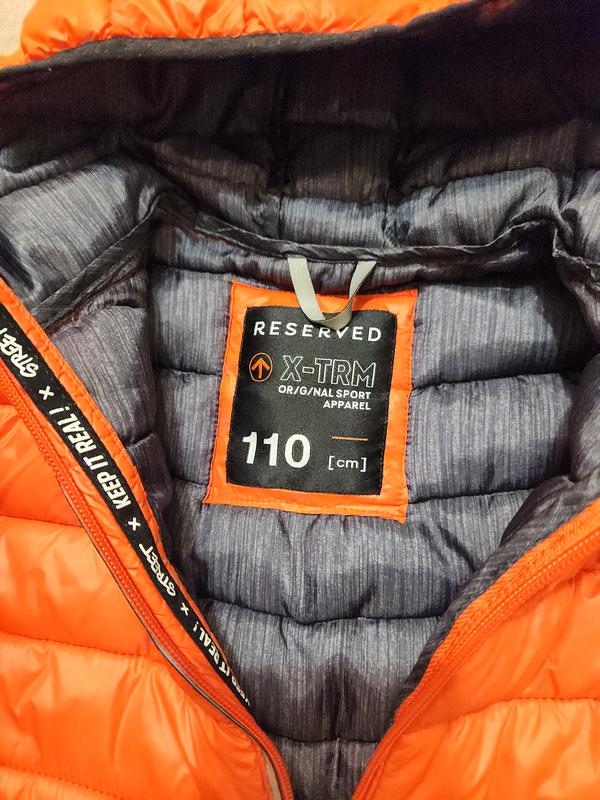 RESERVED
X-TRM
OR/G/NAL SPORT
APPAREL
110 [cm]
STREET x KEEP IT REAL! x STREET x KEEP IT REAL!